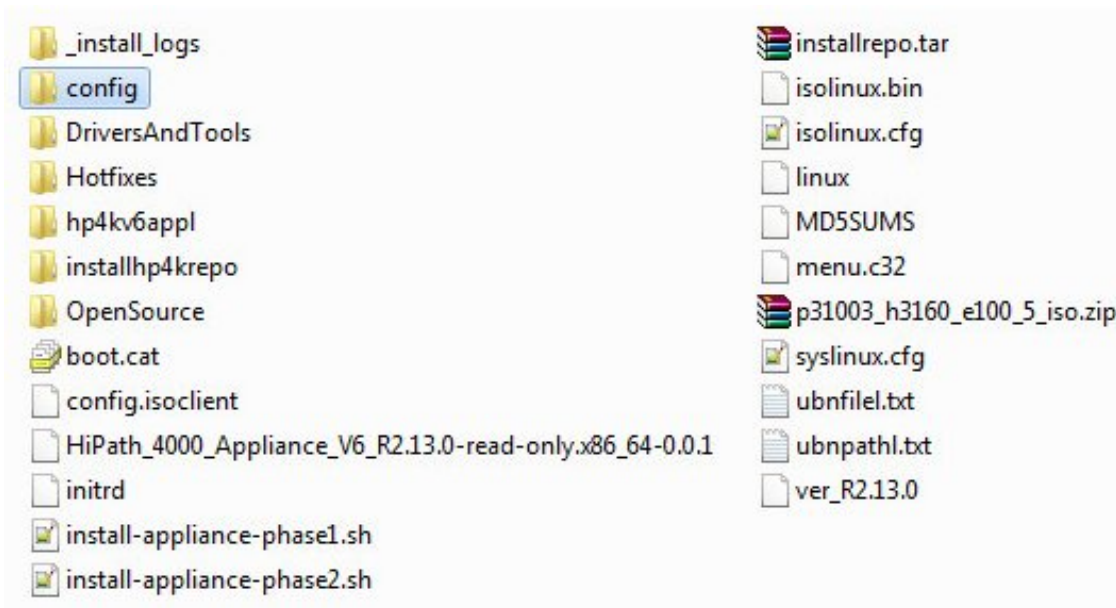 _install_logs
config
DriversAndTools
Hotfixes
hp4kv6appl
installhp4krepo
OpenSource
boot.cat
config.isoclient
HiPath_4000_Appliance_V6_R2.13.0-read-only.x86_64-0.0.1
initrd
install-appliance-phase1.sh
install-appliance-phase2.sh
installrepo.tar
isolinux.bin
isolinux.cfg
linux
MD5SUMS
menu.c32
p31003_h3160_e100_5_iso.zip
syslinux.cfg
ubnfilel.txt
ubnpathl.txt
ver_R2.13.0